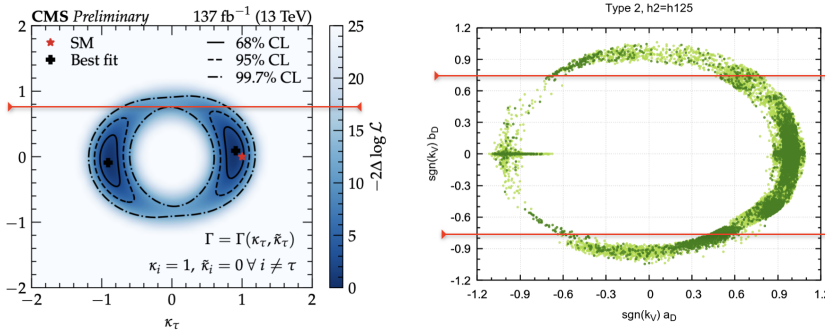 CMS Preliminary 137 fb⁻¹ (13 TeV)
SM
Best fit
68% CL
95% CL
99.7% CL
2
1
0
−1
−2
Γ = Γ(κτ, κ̃τ)
κi = 1, κ̃i = 0 ∀ i ≠ τ
−2 −1 0 1 2
κτ
25
20
15
10
5
0
−2Δ log ℒ
Type 2, h2=h125
sgn(kV) bD
1.2
0.9
0.6
0.3
0
-0.3
-0.6
-0.9
-1.2
-1.2 -0.9 -0.6 -0.3 0 0.3 0.6 0.9 1.2
sgn(kV) aD